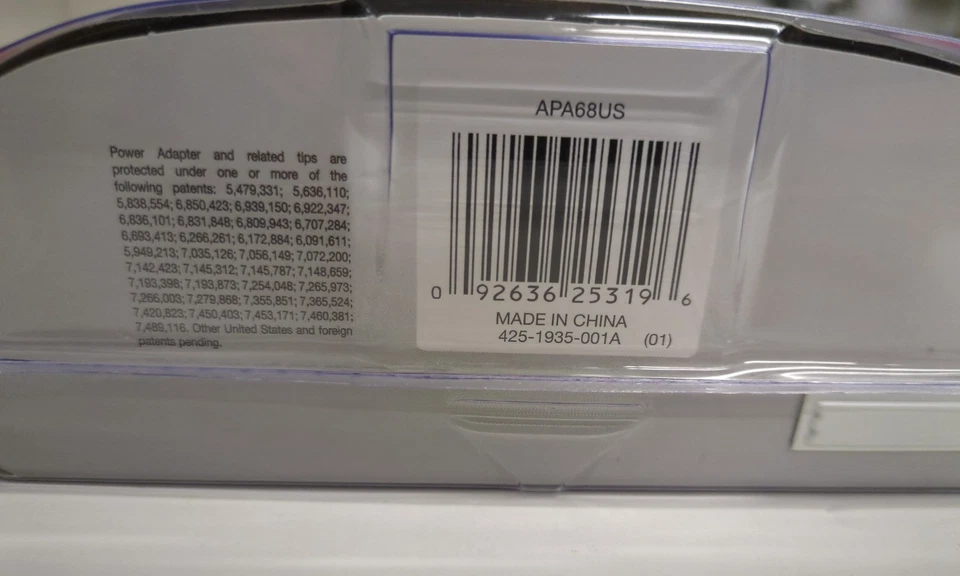 Power Adapter and related tips are
protected under one or more of the
following patents: 5,479,331; 5,636,110;
5,838,554; 6,850,423; 6,939,150; 6,922,347;
6,836,101; 6,831,848; 6,809,943; 6,707,284;
6,693,413; 6,266,261; 6,172,884; 6,091,611;
5,949,213; 7,035,126; 7,056,149; 7,072,200;
7,142,423; 7,145,312; 7,145,787; 7,148,659;
7,193,398; 7,193,873; 7,254,048; 7,265,973;
7,266,003; 7,279,868; 7,355,851; 7,365,524;
7,420,823; 7,450,403; 7,453,171; 7,460,381;
7,489,116. Other United States and foreign
patents pending.
APA68US
0 92636 25319 6
MADE IN CHINA
425-1935-001A (01)